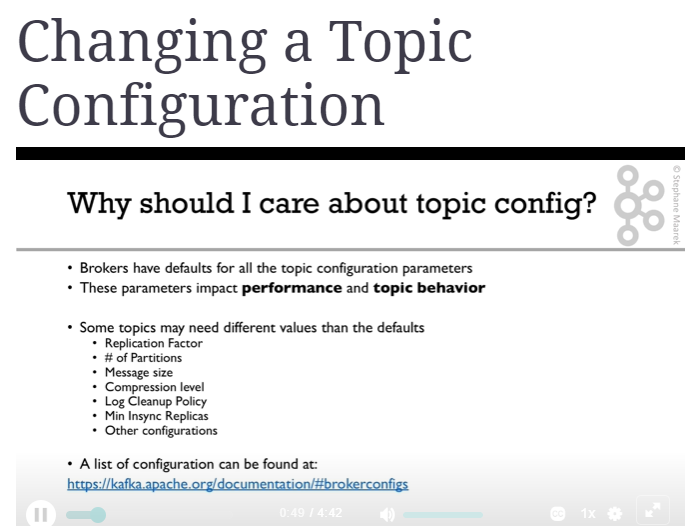 Changing a Topic
Configuration
Why should I care about topic config?
© Stephane Maarek
• Brokers have defaults for all the topic configuration parameters
• These parameters impact performance and topic behavior
• Some topics may need different values than the defaults
• Replication Factor
• # of Partitions
• Message size
• Compression level
• Log Cleanup Policy
• Min Insync Replicas
• Other configurations
• A list of configuration can be found at:
https://kafka.apache.org/documentation/#brokerconfigs
0:49 / 4:42
CC
1x